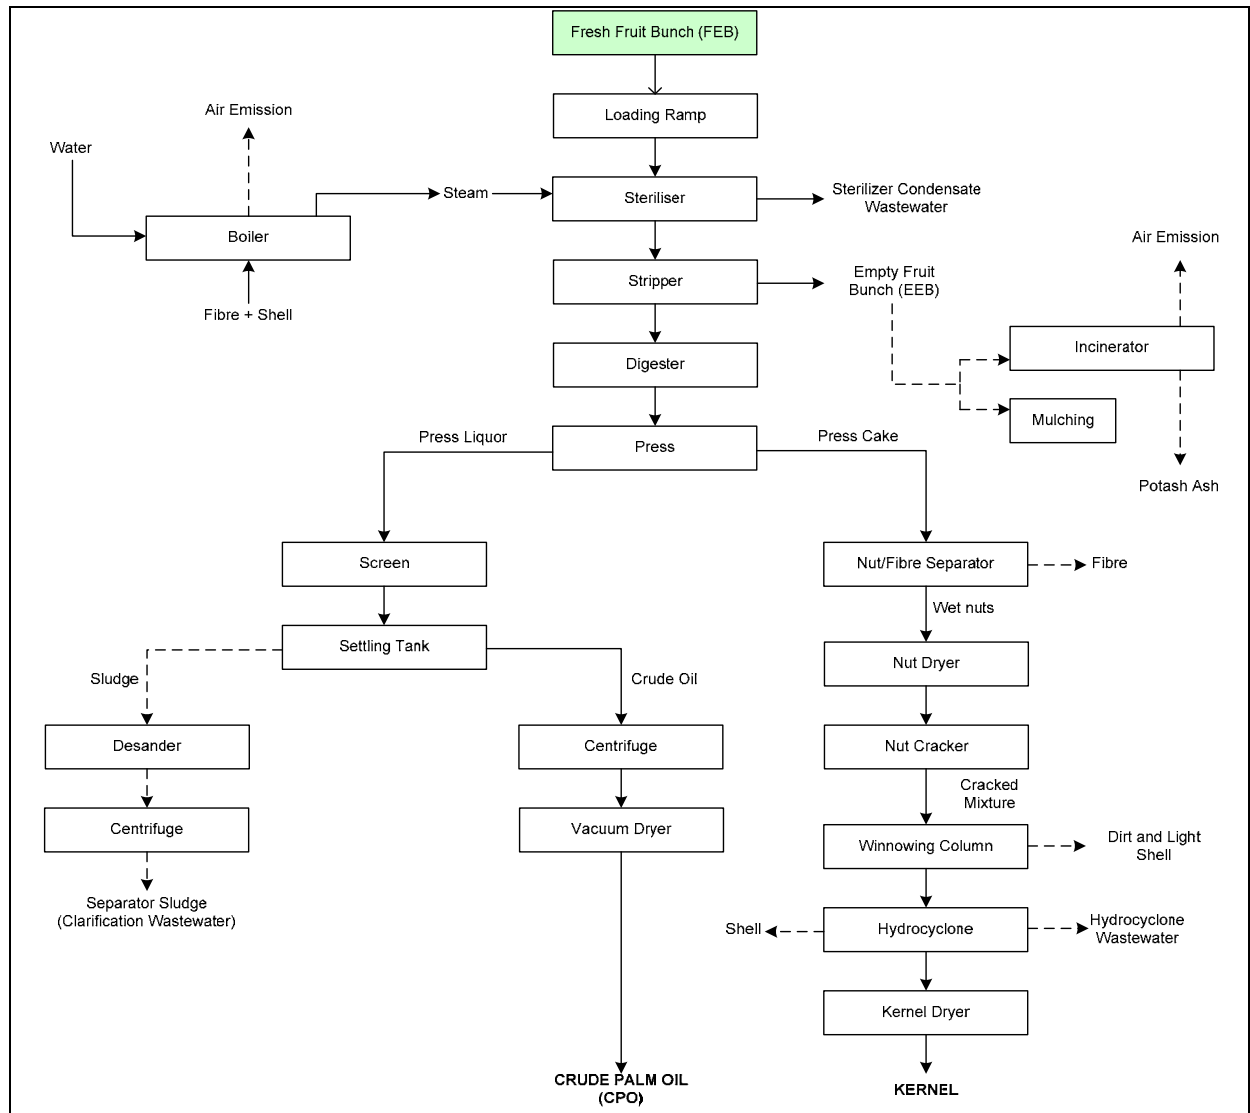 Fresh Fruit Bunch (FEB)
Loading Ramp
Air Emission
Water
Steam
Steriliser
Sterilizer Condensate
Wastewater
Boiler
Air Emission
Stripper
Empty Fruit
Bunch (EEB)
Fibre + Shell
Incinerator
Digester
Mulching
Press Liquor
Press
Press Cake
Potash Ash
Screen
Nut/Fibre Separator
Fibre
Wet nuts
Settling Tank
Nut Dryer
Sludge
Crude Oil
Desander
Centrifuge
Nut Cracker
Cracked
Mixture
Centrifuge
Vacuum Dryer
Winnowing Column
Dirt and Light
Shell
Separator Sludge
(Clarification Wastewater)
Shell
Hydrocyclone
Hydrocyclone
Wastewater
Kernel Dryer
CRUDE PALM OIL
(CPO)
KERNEL